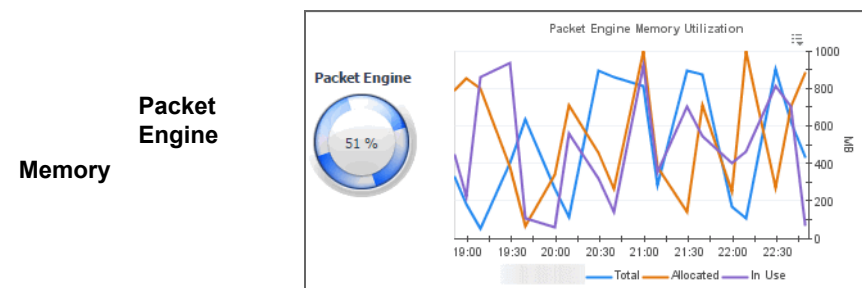 Memory
Packet
Engine
Packet Engine Memory Utilization
Packet Engine
51 %
1000
800
600
400
200
0
MB
19:00 19:30 20:00 20:30 21:00 21:30 22:00 22:30
Total Allocated In Use